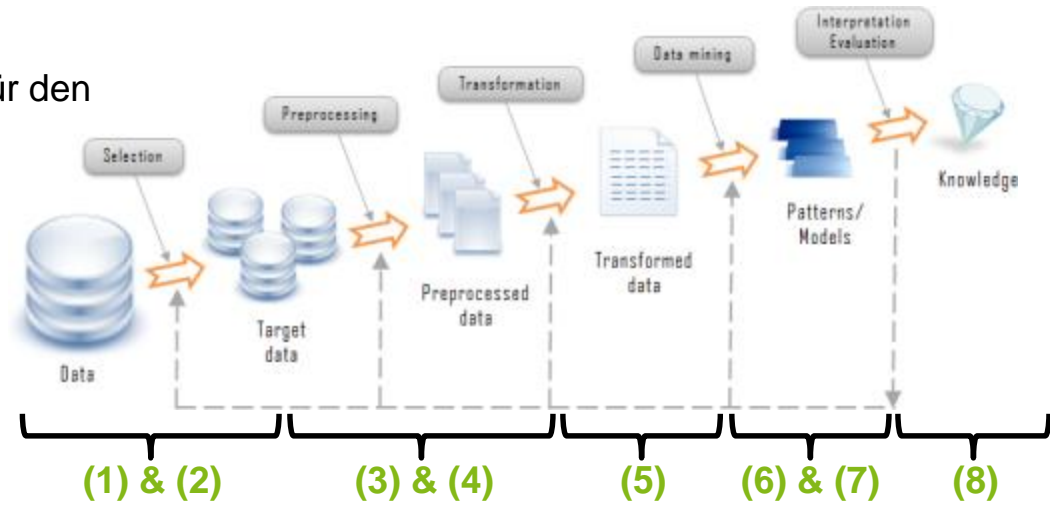 ür den
Selection
Preprocessing
Transformation
Data mining
Interpretation
Evaluation
Data
Target
data
Preprocessed
data
Transformed
data
Patterns/
Models
Knowledge
(1) & (2)
(3) & (4)
(5)
(6) & (7)
(8)